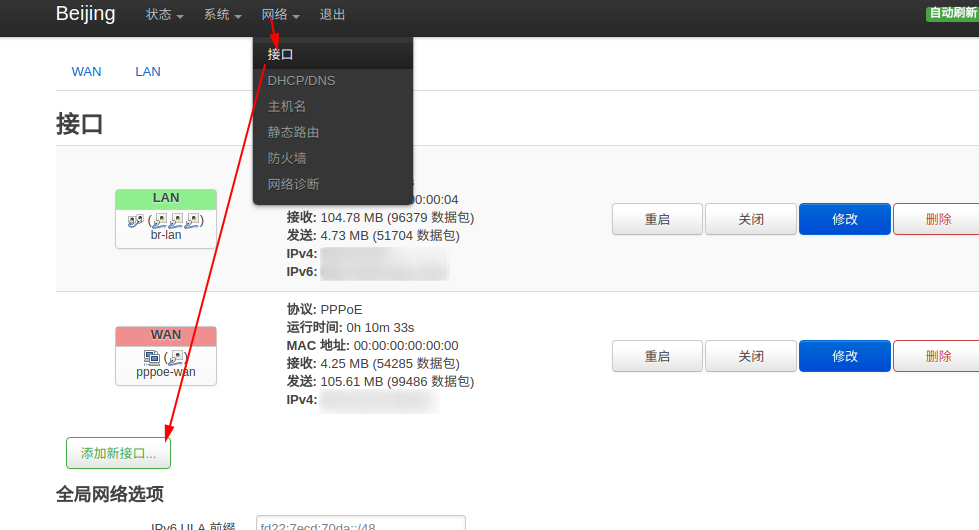 Beijing 状态 系统 网络 退出 自动刷新
接口
WAN LAN
DHCP/DNS
主机名
静态路由
防火墙
网络诊断
接口
LAN
br-lan
00:00:04
接收: 104.78 MB (96379 数据包)
发送: 4.73 MB (51704 数据包)
IPv4:
IPv6:
重启 关闭 修改 删除
WAN
pppoe-wan
协议: PPPoE
运行时间: 0h 10m 33s
MAC 地址: 00:00:00:00:00:00
接收: 4.25 MB (54285 数据包)
发送: 105.61 MB (99486 数据包)
IPv4:
重启 关闭 修改 删除
添加新接口...
全局网络选项
IPv6 ULA 前缀 fd22:7ecd:70da::/48